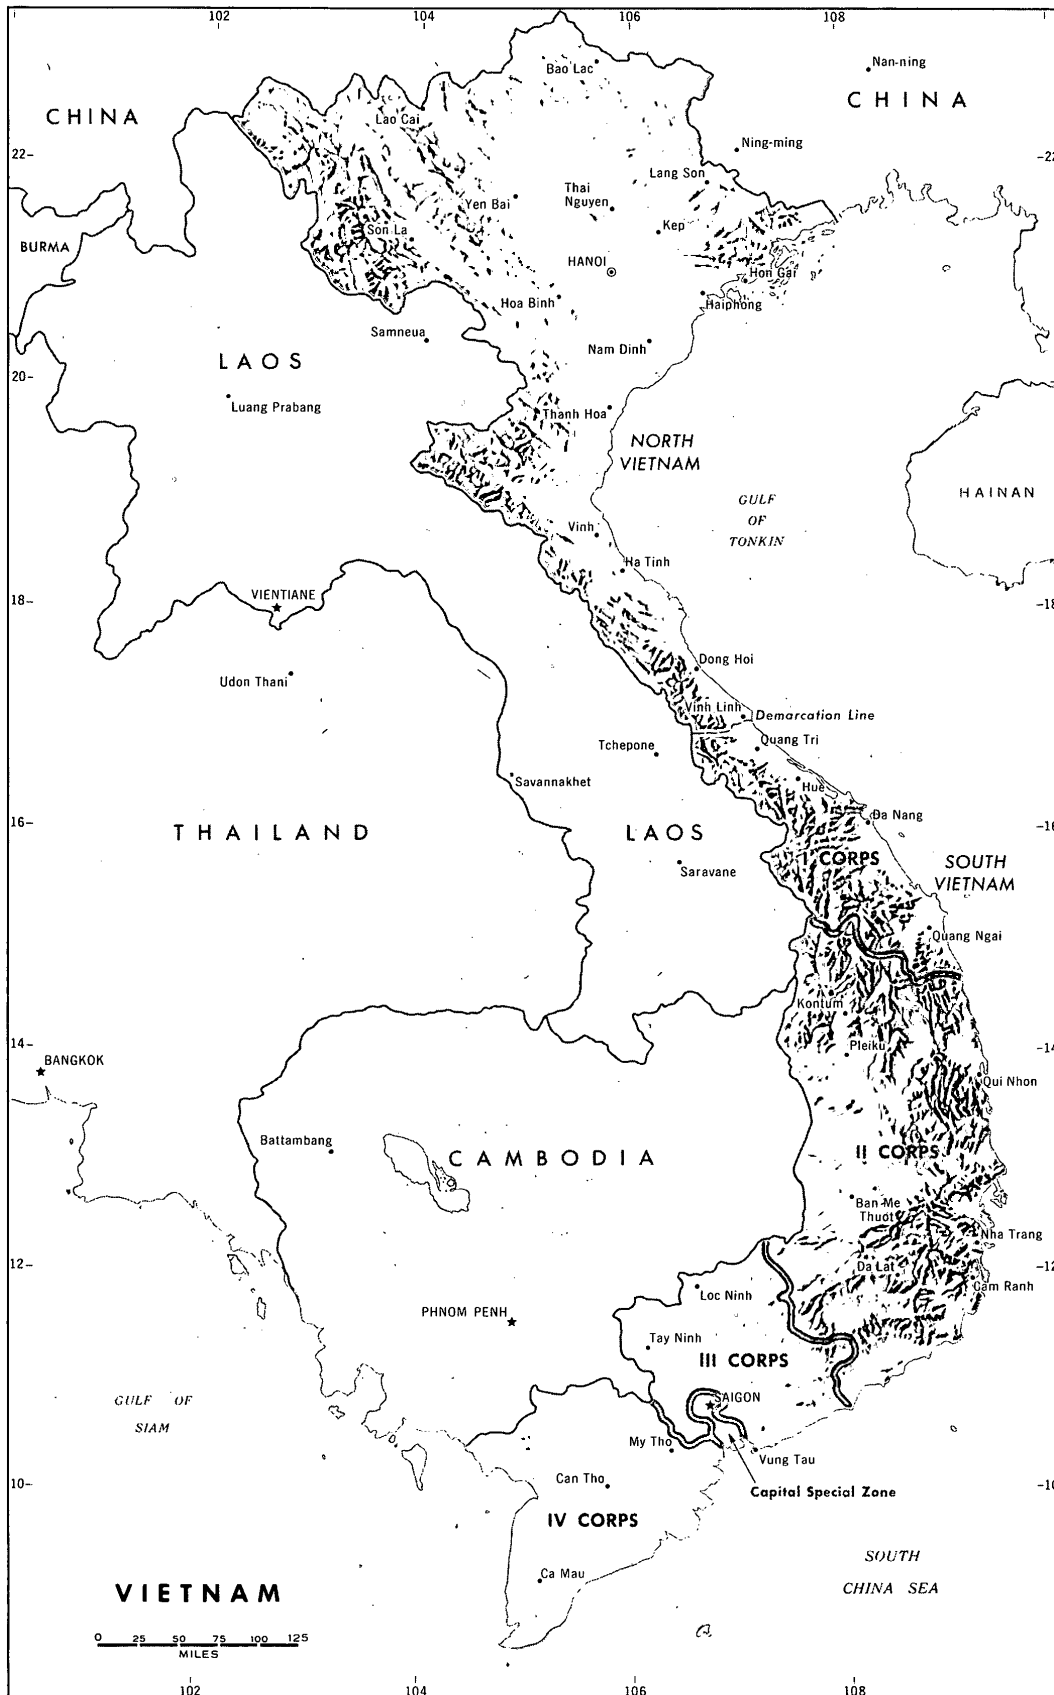 102
104
106
108
Bao Lac
Nan-ning
CHINA
CHINA
Lao Cai
22
22
Ning-ming
Lang Son
Thai
Nguyen
Yen Bai
Son La
Kep
BURMA
HANOI
Hon Gai
Hoa Binh
Haiphong
Samneua
Nam Dinh
LAOS
20
Luang Prabang
Thanh Hoa
NORTH
VIETNAM
HAINAN
GULF
OF
TONKIN
Vinh
Ha Tinh
VIENTIANE
18
18
Dong Hoi
Udon Thani
Vinh Linh
Demarcation Line
Quang Tri
Tchepone
Savannakhet
Hue
Da Nang
16
16
THAILAND
LAOS
I CORPS
SOUTH
VIETNAM
Saravane
Quang Ngai
Kontum
14
14
Pleiku
BANGKOK
Qui Nhon
Battambang
CAMBODIA
II CORPS
Ban Me
Thuot
Nha Trang
12
12
Da Lat
Cam Ranh
Loc Ninh
PHNOM PENH
Tay Ninh
III CORPS
GULF OF
SIAM
SAIGON
My Tho
Vung Tau
Can Tho
10
10
Capital Special Zone
IV CORPS
SOUTH
CHINA SEA
Ca Mau
VIETNAM
0 25 50 75 100 125
MILES
102
104
106
108